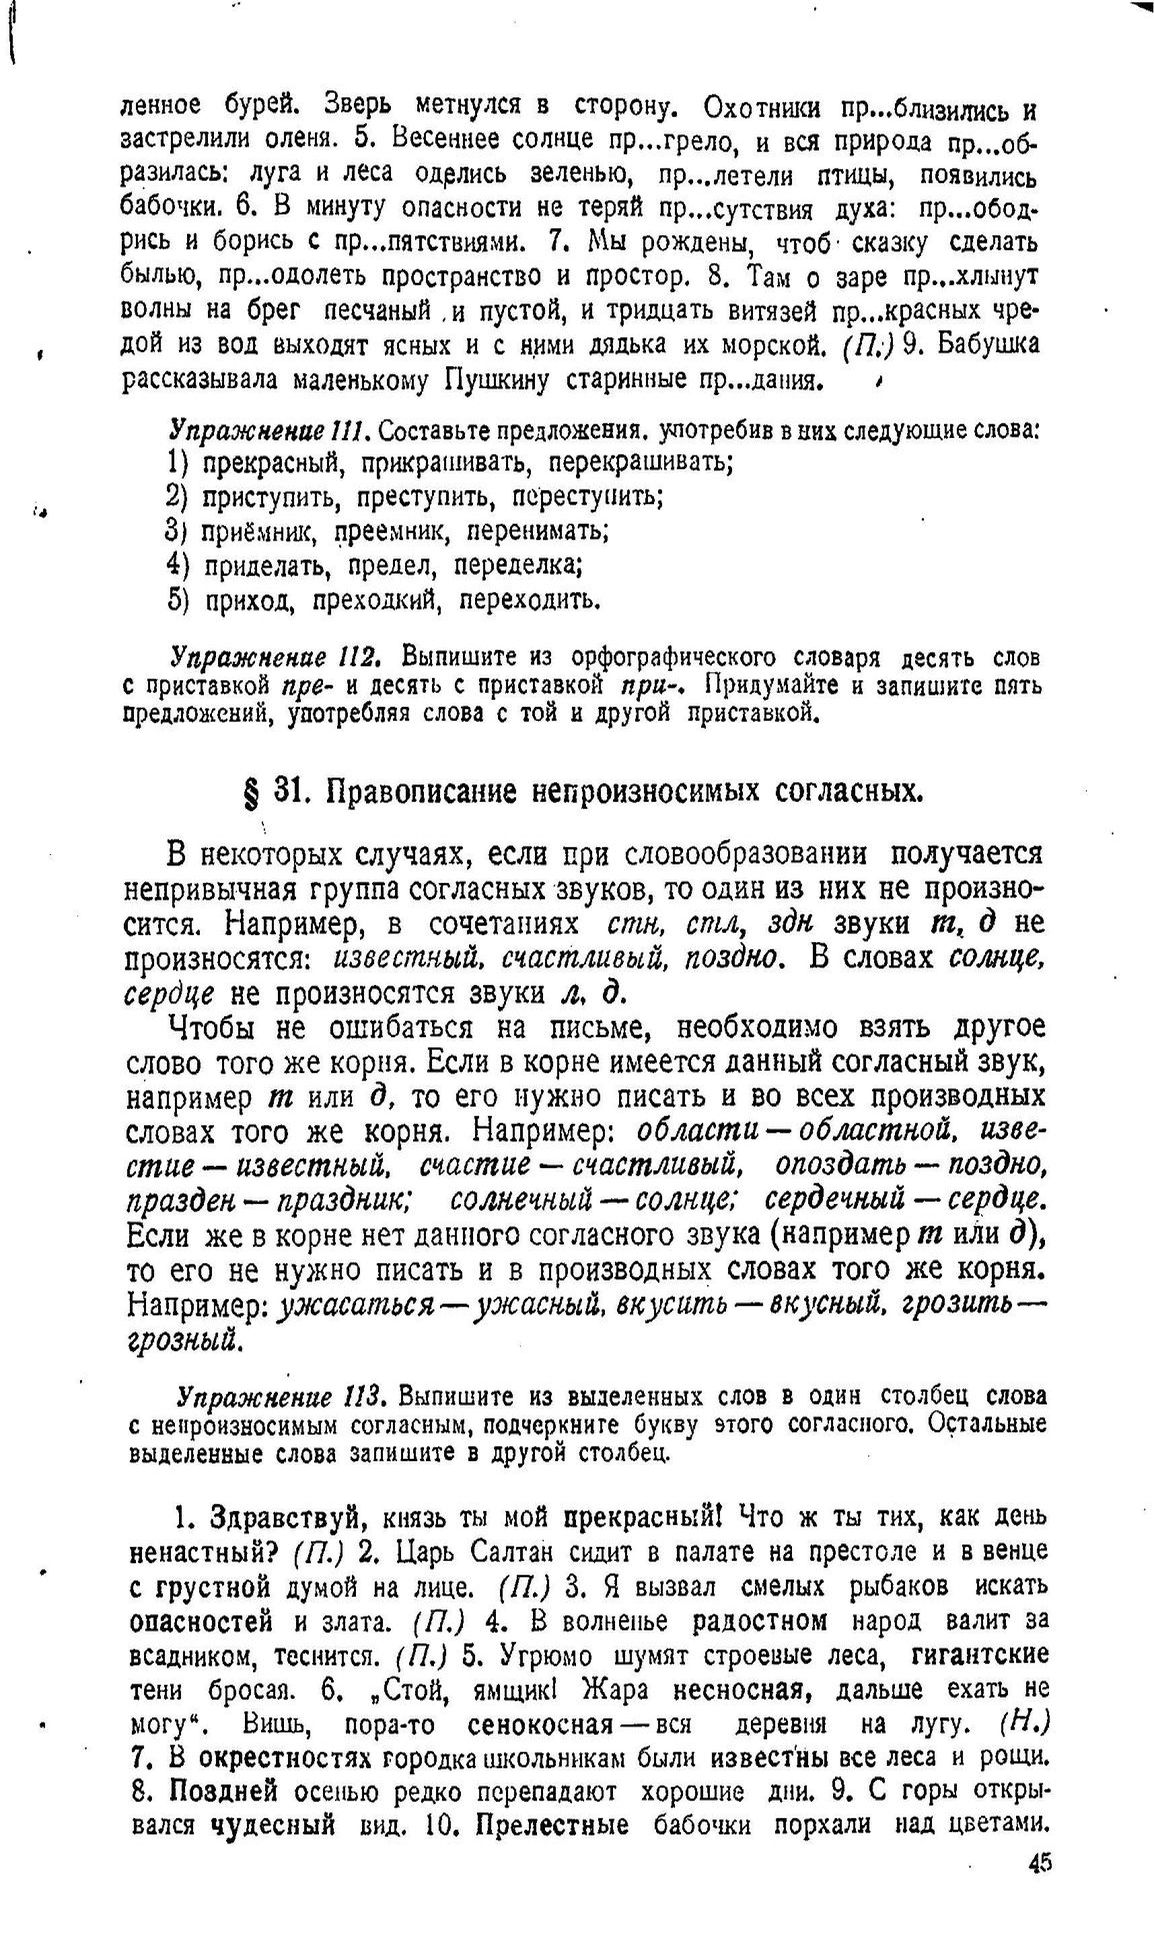 ленное бурей. Зверь метнулся в сторону. Охотники пр...близились и
застрелили оленя. 5. Весеннее солнце пр...грело, и вся природа пр...об-
разилась: луга и леса оделись зеленью, пр...летели птицы, появились
бабочки. 6. В минуту опасности не теряй пр...сутствия духа: пр...обод-
рись и борись с пр...пятствиями. 7. Мы рождены, чтоб сказку сделать
былью, пр...одолеть пространство и простор. 8. Там о заре пр...хлынут
волны на брег песчаный и пустой, и тридцать витязей пр...красных чре-
дой из вод выходят ясных и с ними дядька их морской. (П.) 9. Бабушка
рассказывала маленькому Пушкину старинные пр...дания.
Упражнение 111. Составьте предложения, употребив в них следующие слова:
1) прекрасный, прикрашивать, перекрашивать;
2) приступить, преступить, переступить;
3) приёмник, преемник, перенимать;
4) приделать, предел, переделка;
5) приход, преходкий, переходить.
Упражнение 112. Выпишите из орфографического словаря десять слов
с приставкой пре- и десять с приставкой при-. Придумайте и запишите пять
предложений, употребляя слова с той и другой приставкой.
§ 31. Правописание непроизносимых согласных.
В некоторых случаях, если при словообразовании получается
непривычная группа согласных звуков, то один из них не произно-
сится. Например, в сочетаниях стн, стл, здн звуки т, д не
произносятся: известный, счастливый, поздно. В словах солнце,
сердце не произносятся звуки л, д.
Чтобы не ошибаться на письме, необходимо взять другое
слово того же корня. Если в корне имеется данный согласный звук,
например т или д, то его нужно писать и во всех производных
словах того же корня. Например: области — областной, изве-
стие — известный, счастие — счастливый, опоздать — поздно,
празден — праздник; солнечный — солнце; сердечный — сердце.
Если же в корне нет данного согласного звука (например т или д),
то его не нужно писать и в производных словах того же корня.
Например: ужасаться — ужасный, вкусить — вкусный, грозить —
грозный.
Упражнение 113. Выпишите из выделенных слов в один столбец слова
с непроизносимым согласным, подчеркните букву этого согласного. Остальные
выделенные слова запишите в другой столбец.
1. Здравствуй, князь ты мой прекрасный! Что ж ты тих, как день
ненастный? (П.) 2. Царь Салтан сидит в палате на престоле и в венце
с грустной думой на лице. (П.) 3. Я вызвал смелых рыбаков искать
опасностей и злата. (П.) 4. В волненье радостном народ валит за
всадником, теснится. (П.) 5. Угрюмо шумят строевые леса, гигантские
тени бросая. 6. „Стой, ямщик! Жара несносная, дальше ехать не
могу“. Вишь, пора-то сенокосная — вся деревня на лугу. (Н.)
7. В окрестностях городка школьникам были известны все леса и рощи.
8. Поздней осенью редко перепадают хорошие дни. 9. С горы откры-
вался чудесный вид. 10. Прелестные бабочки порхали над цветами.
45